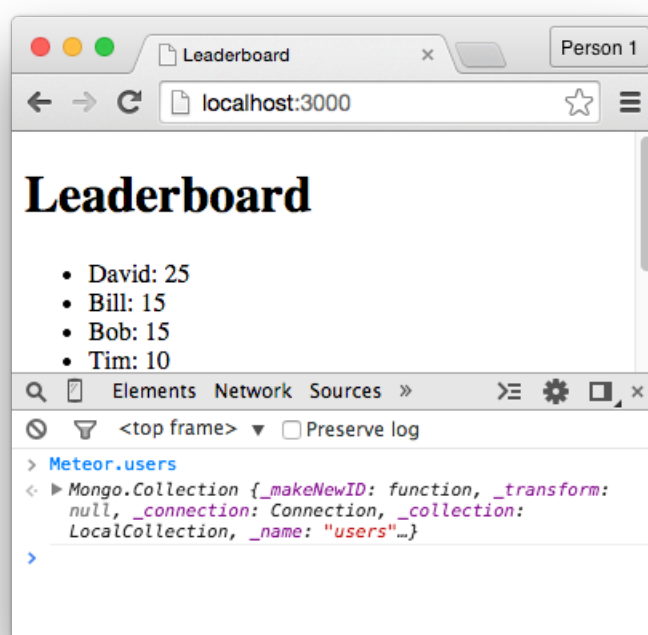 Leaderboard
Person 1
localhost:3000
Leaderboard
David: 25
Bill: 15
Bob: 15
Tim: 10
Elements Network Sources »
<top frame> ▼ Preserve log
> Meteor.users
Mongo.Collection {_makeNewID: function, _transform:
null, _connection: Connection, _collection:
LocalCollection, _name: "users"…}
>